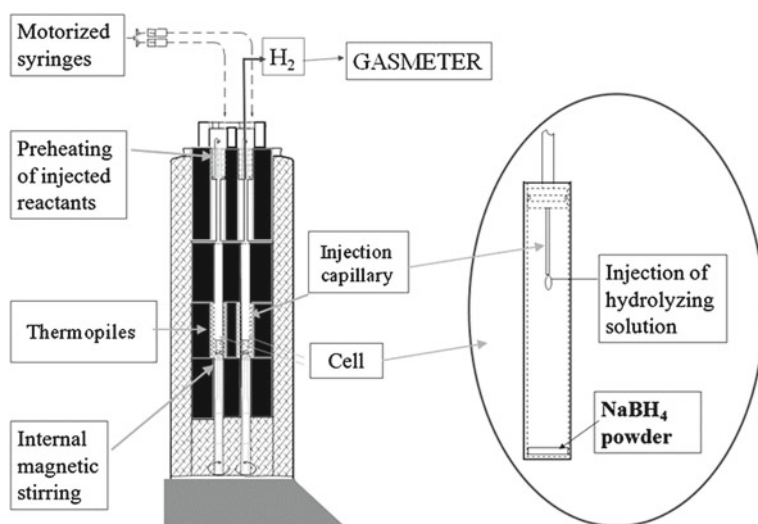 Motorized
syringes
H₂
GASMETER
Preheating
of injected
reactants
Injection
capillary
Injection of
hydrolyzing
solution
Thermopiles
Cell
NaBH₄
powder
Internal
magnetic
stirring